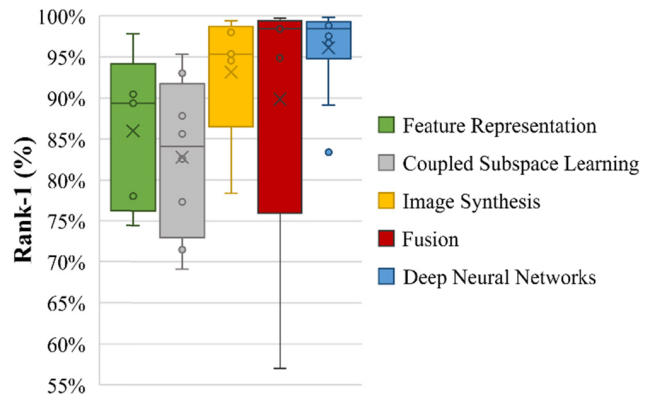 Rank-1 (%)
100%
95%
90%
85%
80%
75%
70%
65%
60%
55%
Feature Representation
Coupled Subspace Learning
Image Synthesis
Fusion
Deep Neural Networks